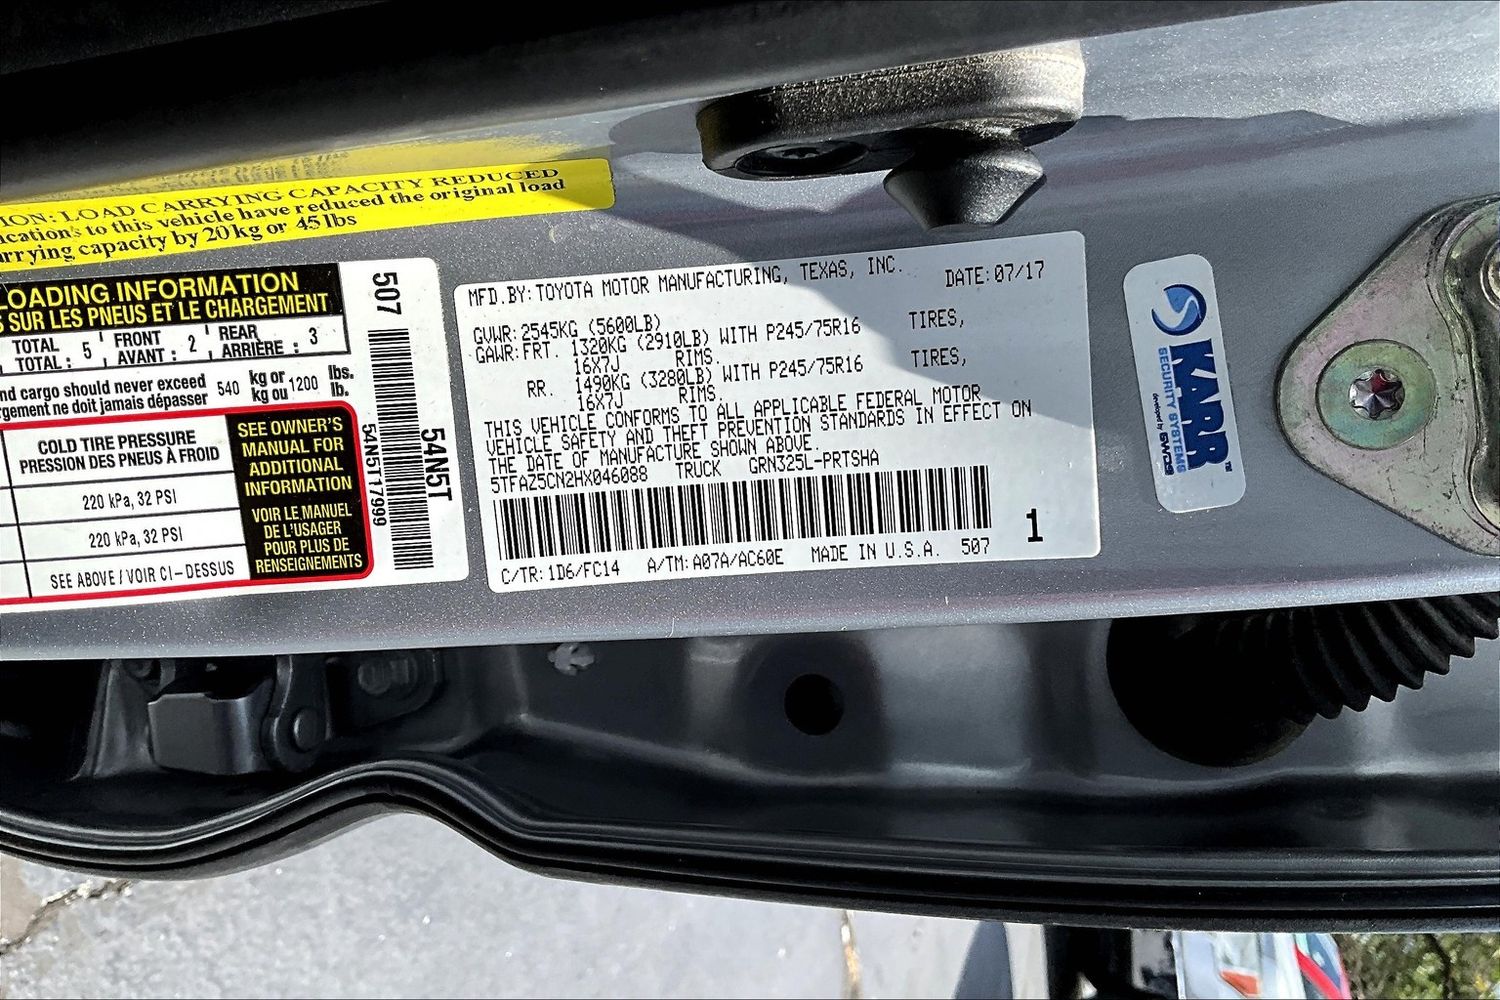 ION: LOAD CARRYING CAPACITY REDUCED
ications to this vehicle have reduced the original load
arrying capacity by 20 kg or 45 lbs
LOADING INFORMATION
S SUR LES PNEUS ET LE CHARGEMENT
TOTAL FRONT REAR
TOTAL : 5 AVANT : 2 ARRIÈRE : 3
nd cargo should never exceed 540 kg or 1200 lbs.
rgement ne doit jamais dépasser kg ou lb.
COLD TIRE PRESSURE
PRESSION DES PNEUS À FROID
220 kPa, 32 PSI
220 kPa, 32 PSI
SEE ABOVE / VOIR CI-DESSUS
SEE OWNER'S
MANUAL FOR
ADDITIONAL
INFORMATION
VOIR LE MANUEL
DE L'USAGER
POUR PLUS DE
RENSEIGNEMENTS
507
54N5T
54N5T17999
MFD.BY:TOYOTA MOTOR MANUFACTURING, TEXAS, INC. DATE:07/17
GVWR:2545KG (5600LB)
GAWR:FRT. 1320KG (2910LB) WITH P245/75R16 TIRES,
16X7J RIMS.
RR. 1490KG (3280LB) WITH P245/75R16 TIRES,
16X7J RIMS.
THIS VEHICLE CONFORMS TO ALL APPLICABLE FEDERAL MOTOR
VEHICLE SAFETY AND THEFT PREVENTION STANDARDS IN EFFECT ON
THE DATE OF MANUFACTURE SHOWN ABOVE.
5TFAZ5CN2HX046088 TRUCK GRN325L-PRTSHA
C/TR:1D6/FC14 A/TM:A07A/AC60E MADE IN U.S.A. 507
1
KARR™
SECURITY SYSTEMS
developed by SWDS